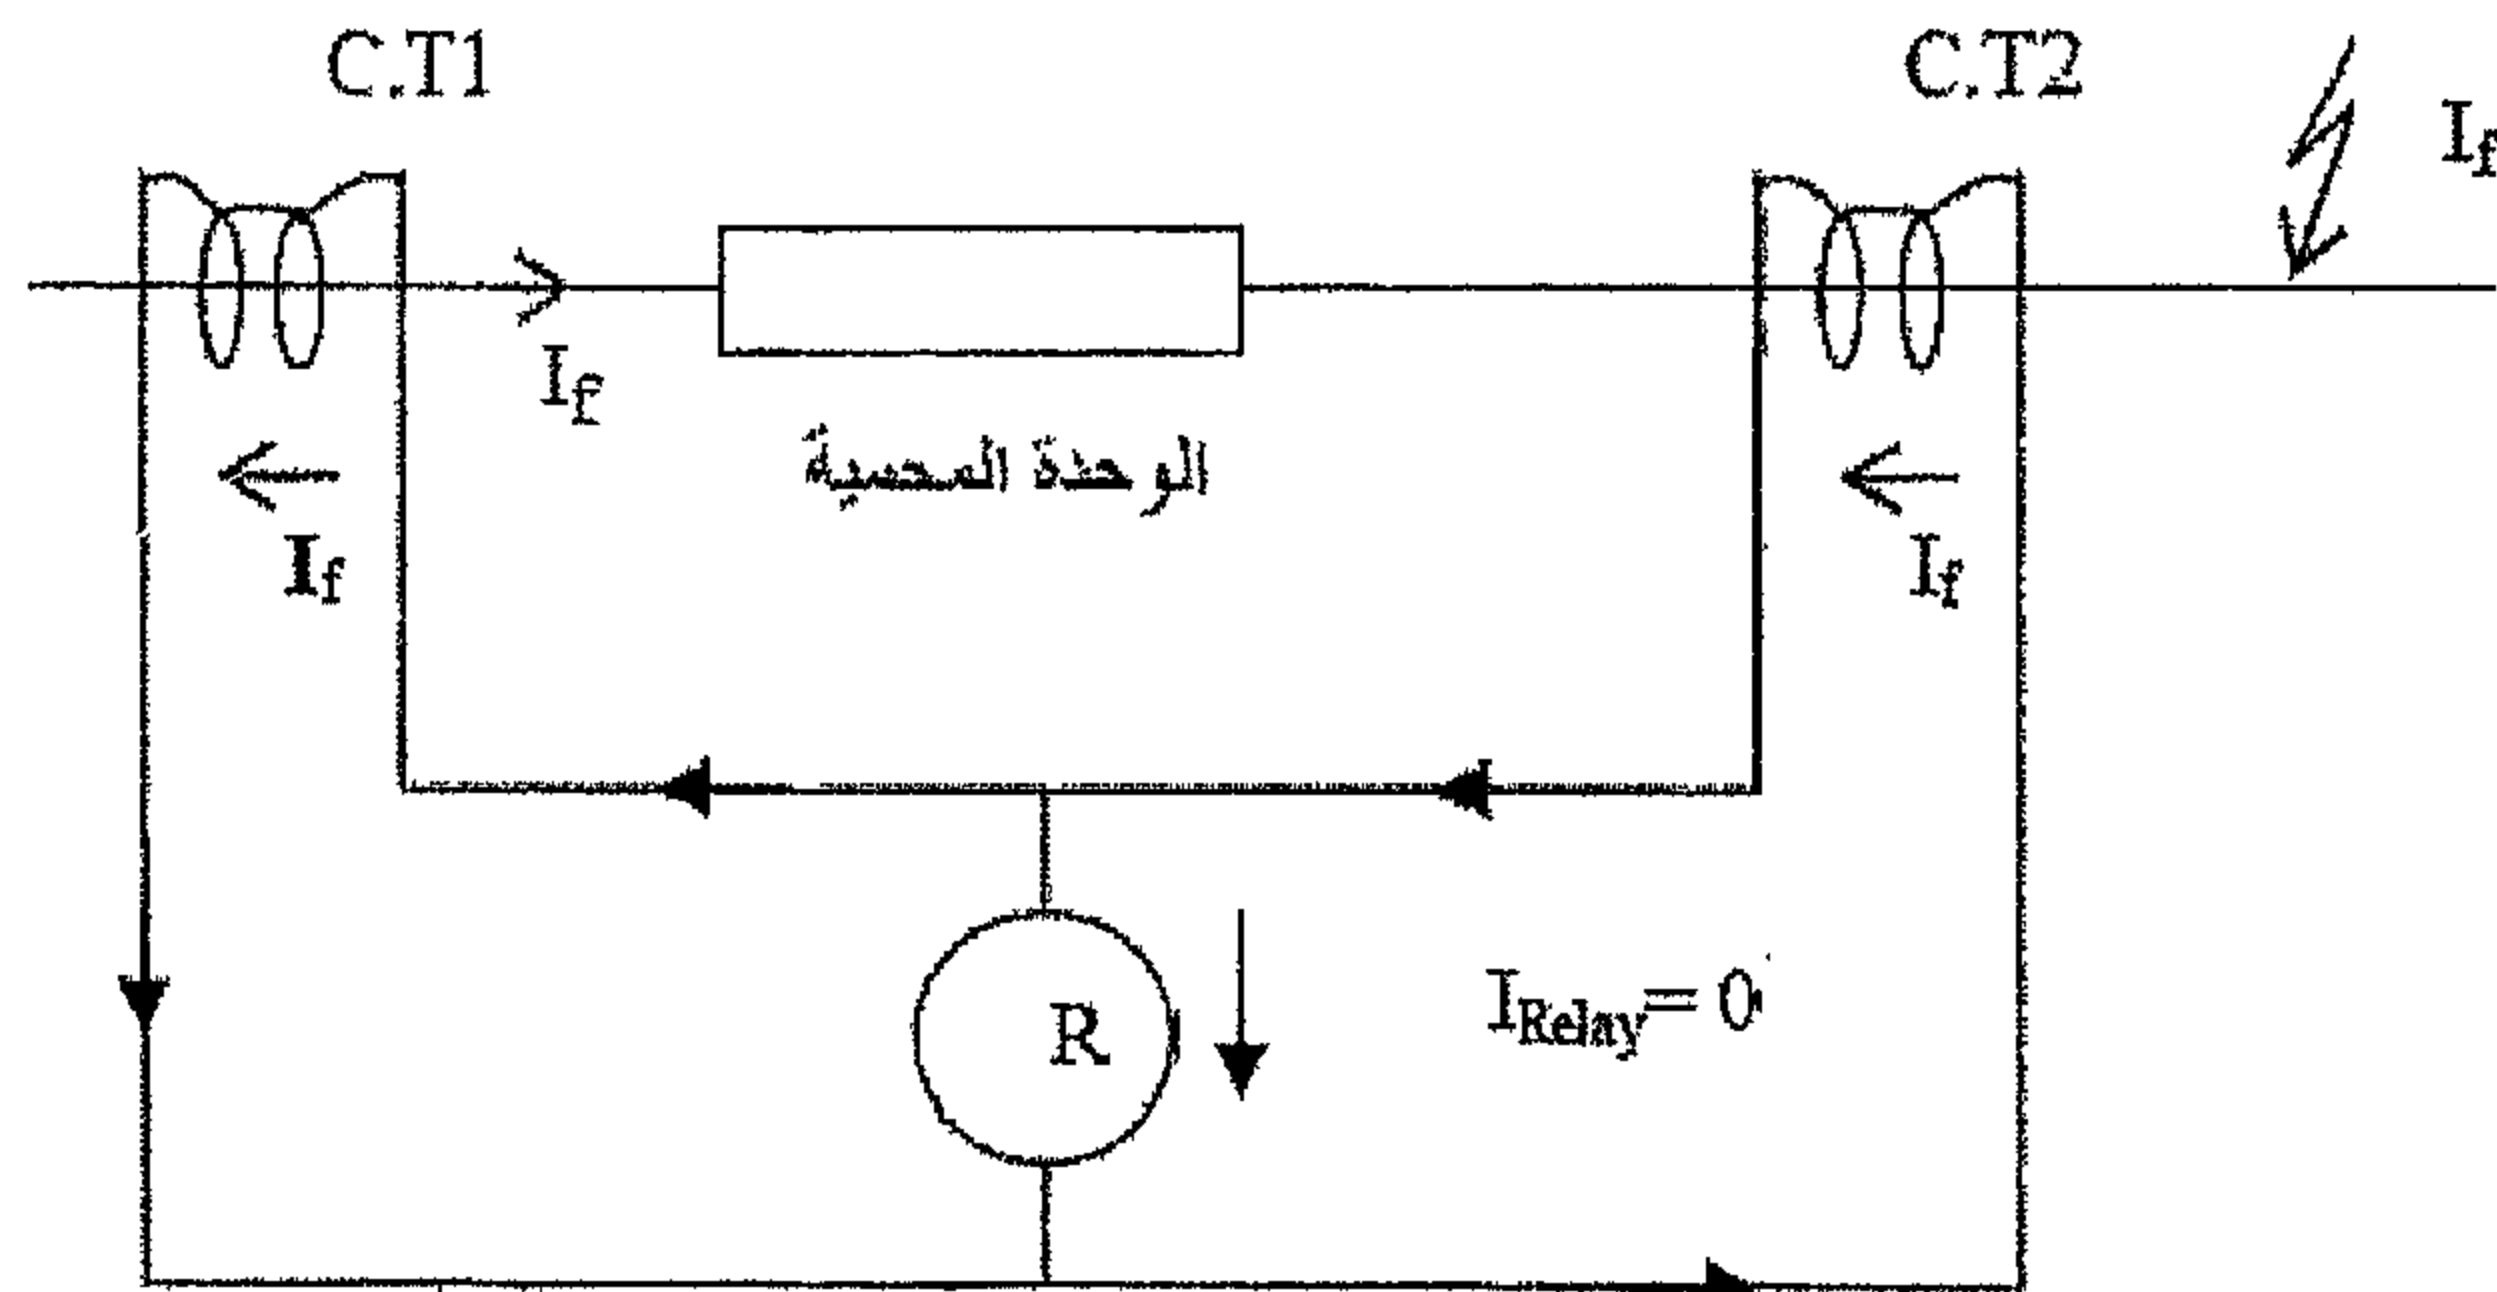 C.T1
C.T2
If
If
الوحدة المحمية
If
If
R
IRelay= 0